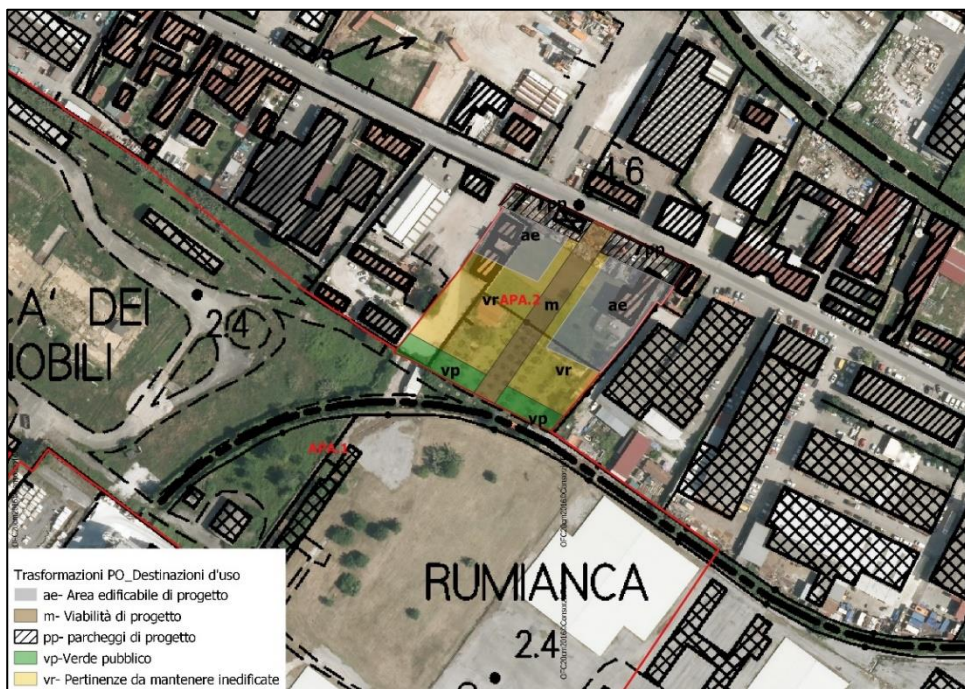 4.6
pp
ae
pp
vr APA.2
m
ae
A' DEI
2.4
NOBILI
vp
vr
vp
APA.1
RUMIANCA
2.4
Trasformazioni PO_Destinazioni d'uso
ae- Area edificabile di progetto
m- Viabilità di progetto
pp- parcheggi di progetto
vp-Verde pubblico
vr- Pertinenze da mantenere inedificate